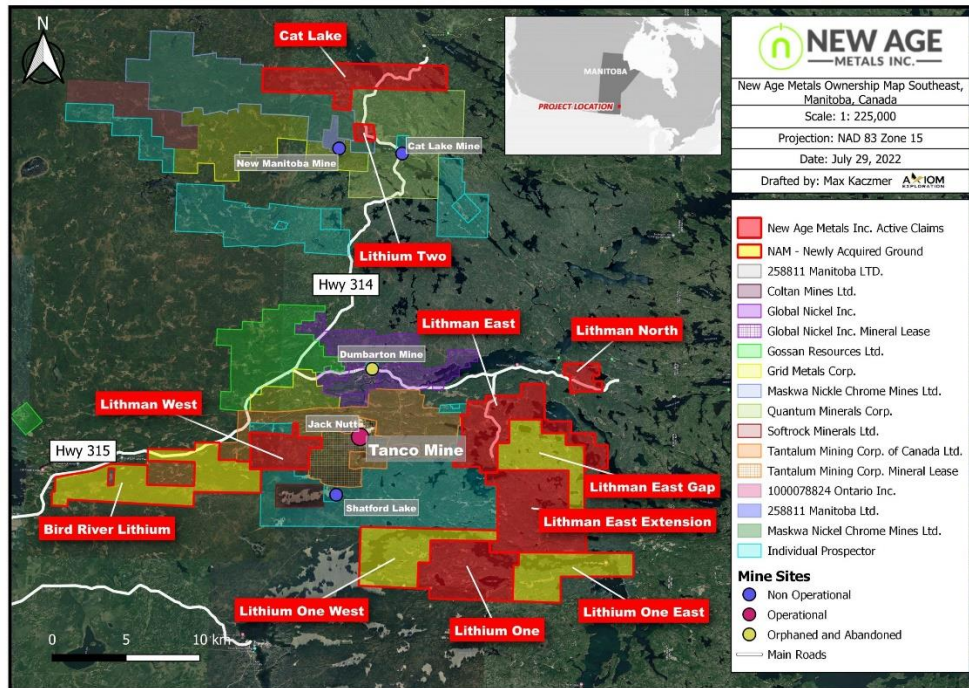 N
Cat Lake
New Manitoba Mine
Cat Lake Mine
Lithium Two
Hwy 314
Lithman East
Lithman North
Dumbarton Mine
Lithman West
Jack Nutt
Tanco Mine
Hwy 315
Lithman East Gap
Bird River Lithium
Shatford Lake
Lithman East Extension
Lithium One West
Lithium One
Lithium One East
0 5 10 km
MANITOBA
PROJECT LOCATION
NEW AGE
METALS INC.
New Age Metals Ownership Map Southeast,
Manitoba, Canada
Scale: 1: 225,000
Projection: NAD 83 Zone 15
Date: July 29, 2022
Drafted by: Max Kaczmer AXIOM
EXPLORATION
New Age Metals Inc. Active Claims
NAM - Newly Acquired Ground
258811 Manitoba LTD.
Coltan Mines Ltd.
Global Nickel Inc.
Global Nickel Inc. Mineral Lease
Gossan Resources Ltd.
Grid Metals Corp.
Maskwa Nickle Chrome Mines Ltd.
Quantum Minerals Corp.
Softrock Minerals Ltd.
Tantalum Mining Corp. of Canada Ltd.
Tantalum Mining Corp. Mineral Lease
1000078824 Ontario Inc.
258811 Manitoba Ltd.
Maskwa Nickel Chrome Mines Ltd.
Individual Prospector
Mine Sites
Non Operational
Operational
Orphaned and Abandoned
Main Roads